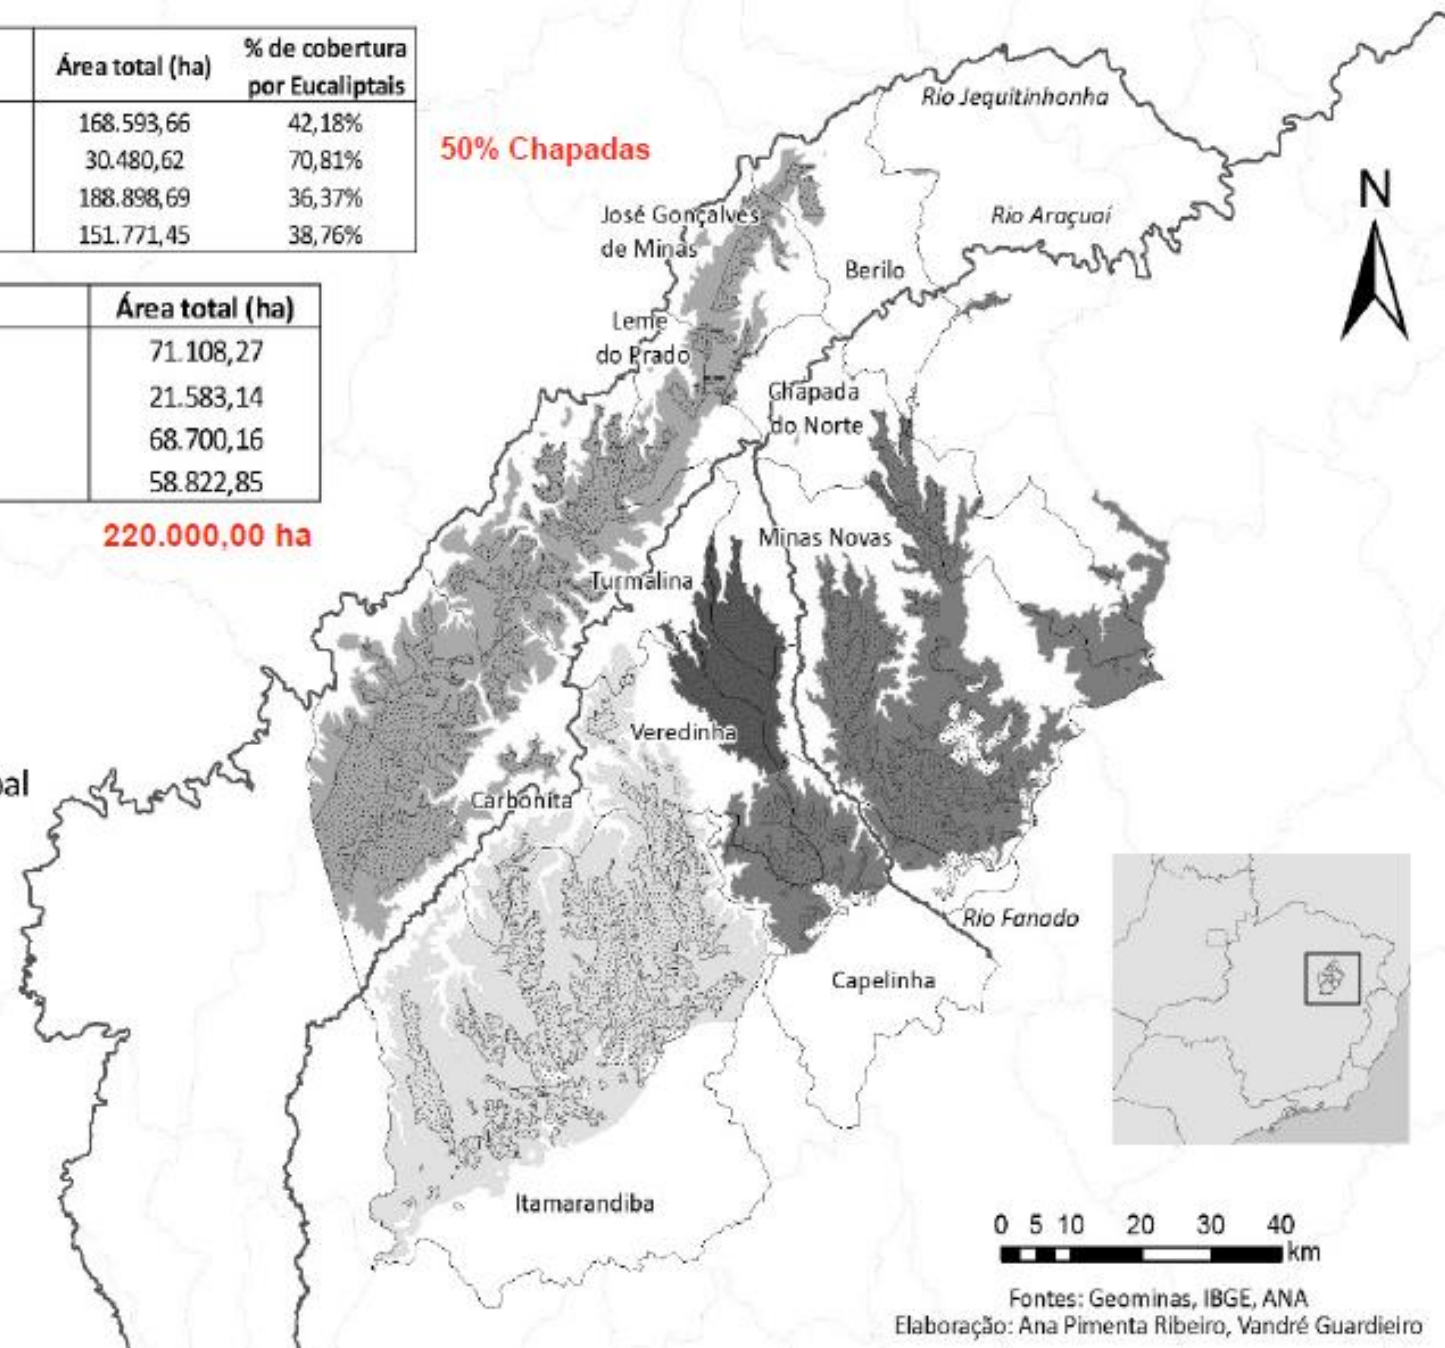 Área total (ha)
% de cobertura
por Eucaliptais
168.593,66 42,18%
30.480,62 70,81%
188.898,69 36,37%
151.771,45 38,76%
50% Chapadas
Área total (ha)
71.108,27
21.583,14
68.700,16
58.822,85
220.000,00 ha
Rio Jequitinhonha
Rio Araçuaí
N
José Gonçalves
de Minas
Berilo
Leme
do Prado
Chapada
do Norte
Minas Novas
Turmalina
Veredinha
Carbonita
Rio Fanado
Capelinha
Itamarandiba
0 5 10 20 30 40
km
Fontes: Geominas, IBGE, ANA
Elaboração: Ana Pimenta Ribeiro, Vandré Guardieiro